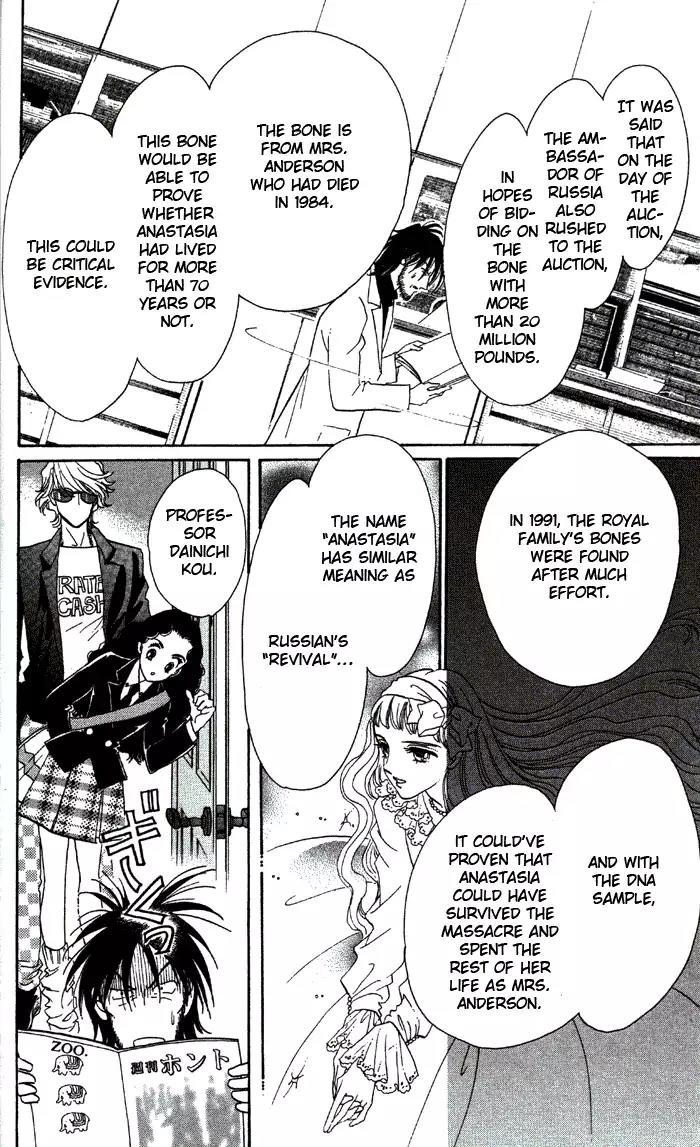 IT WAS
SAID
THAT
ON THE
DAY OF
THE
AUC-
TION,
THE AM-
BASSA-
DOR OF
RUSSIA
ALSO
RUSHED
TO THE
AUCTION,
IN
HOPES
OF BID-
DING ON
THE
BONE
WITH
MORE
THAN 20
MILLION
POUNDS.
THE BONE IS
FROM MRS.
ANDERSON
WHO HAD DIED
IN 1984.
THIS BONE
WOULD BE
ABLE TO
PROVE
WHETHER
ANASTASIA
HAD LIVED
FOR MORE
THAN 70
YEARS OR
NOT.
THIS COULD
BE CRITICAL
EVIDENCE.
IN 1991, THE ROYAL
FAMILY'S BONES
WERE FOUND
AFTER MUCH
EFFORT.
AND WITH
THE DNA
SAMPLE,
IT COULD'VE
PROVEN THAT
ANASTASIA
COULD HAVE
SURVIVED THE
MASSACRE AND
SPENT THE
REST OF HER
LIFE AS MRS.
ANDERSON.
THE NAME
"ANASTASIA"
HAS SIMILAR
MEANING AS
RUSSIAN'S
"REVIVAL"...
PROFES-
SOR
DAINICHI
KOU.
RATE
CASH
ギクッ
ZOO.
週刊ホント